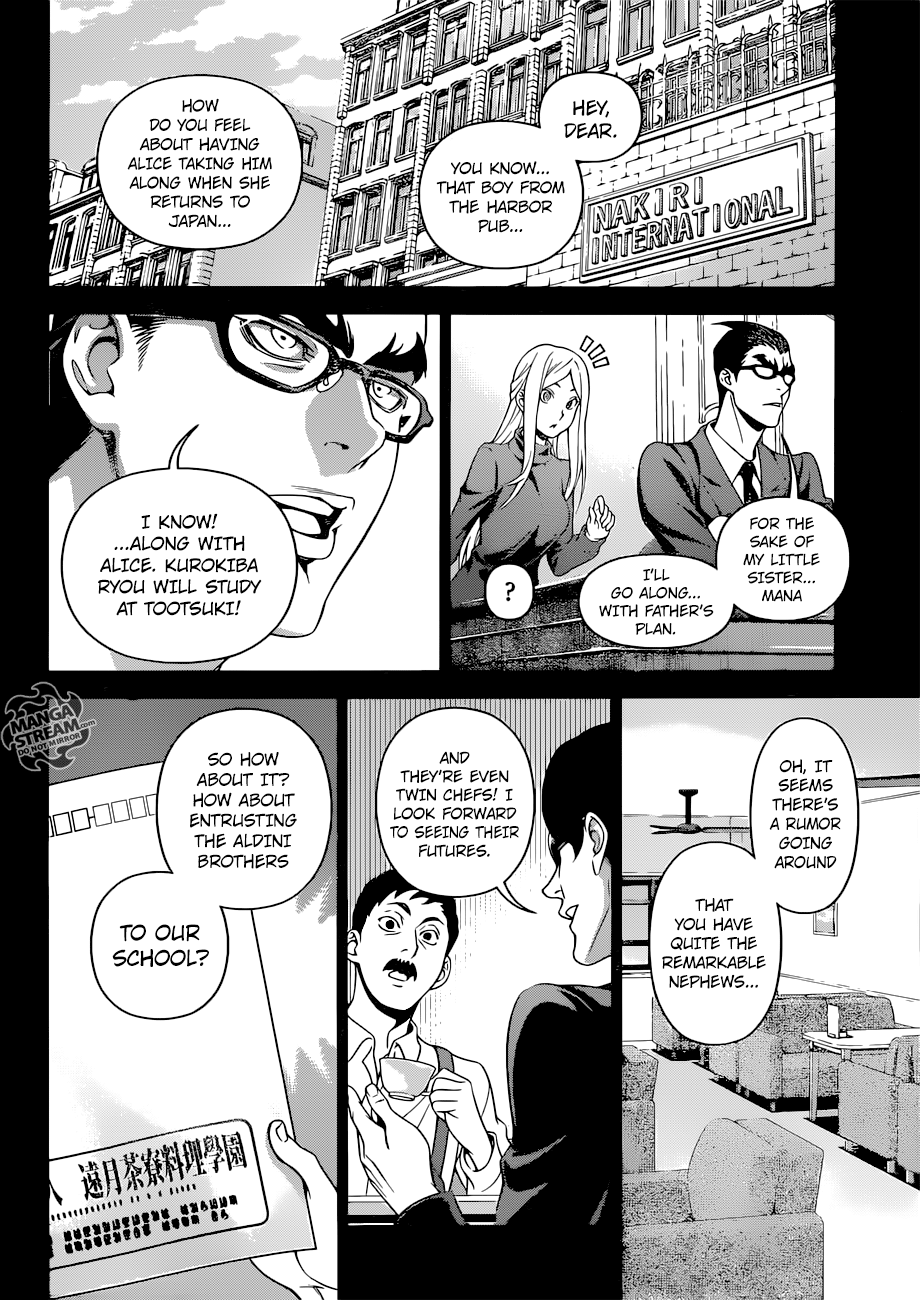 HEY,
DEAR.
YOU KNOW...
THAT BOY FROM
THE HARBOR
PUB...
NAKIRI
INTERNATIONAL
HOW
DO YOU FEEL
ABOUT HAVING
ALICE TAKING HIM
ALONG WHEN SHE
RETURNS TO
JAPAN...
FOR THE
SAKE OF
MY LITTLE
SISTER...
MANA
I'LL
GO ALONG...
WITH FATHER'S
PLAN.
?
I KNOW!
...ALONG WITH
ALICE. KUROKIBA
RYOU WILL STUDY
AT TOOTSUKI!
OH, IT
SEEMS
THERE'S
A RUMOR
GOING
AROUND
THAT
YOU HAVE
QUITE THE
REMARKABLE
NEPHEWS...
AND
THEY'RE EVEN
TWIN CHEFS! I
LOOK FORWARD
TO SEEING THEIR
FUTURES.
SO HOW
ABOUT IT?
HOW ABOUT
ENTRUSTING
THE ALDINI
BROTHERS
TO OUR
SCHOOL?
遠月茶寮料理學園
MANGA
STREAM.com
DO NOT MIRROR